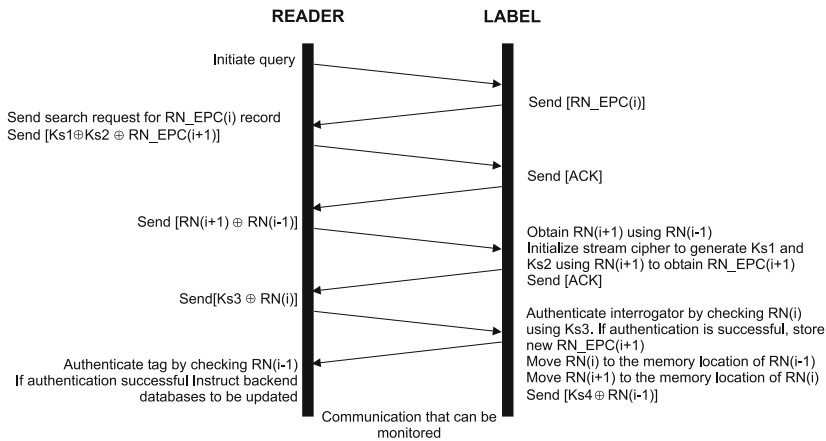 READER
LABEL
Initiate query
Send [RN_EPC(i)]
Send search request for RN_EPC(i) record
Send [Ks1⊕Ks2 ⊕ RN_EPC(i+1)]
Send [ACK]
Send [RN(i+1) ⊕ RN(i-1)]
Obtain RN(i+1) using RN(i-1)
Initialize stream cipher to generate Ks1 and
Ks2 using RN(i+1) to obtain RN_EPC(i+1)
Send [ACK]
Send[Ks3 ⊕ RN(i)]
Authenticate interrogator by checking RN(i)
using Ks3. If authentication is successful, store
new RN_EPC(i+1)
Move RN(i) to the memory location of RN(i-1)
Move RN(i+1) to the memory location of RN(i)
Send [Ks4⊕RN(i-1)]
Authenticate tag by checking RN(i-1)
If authentication successful Instruct backend
databases to be updated
Communication that can be
monitored